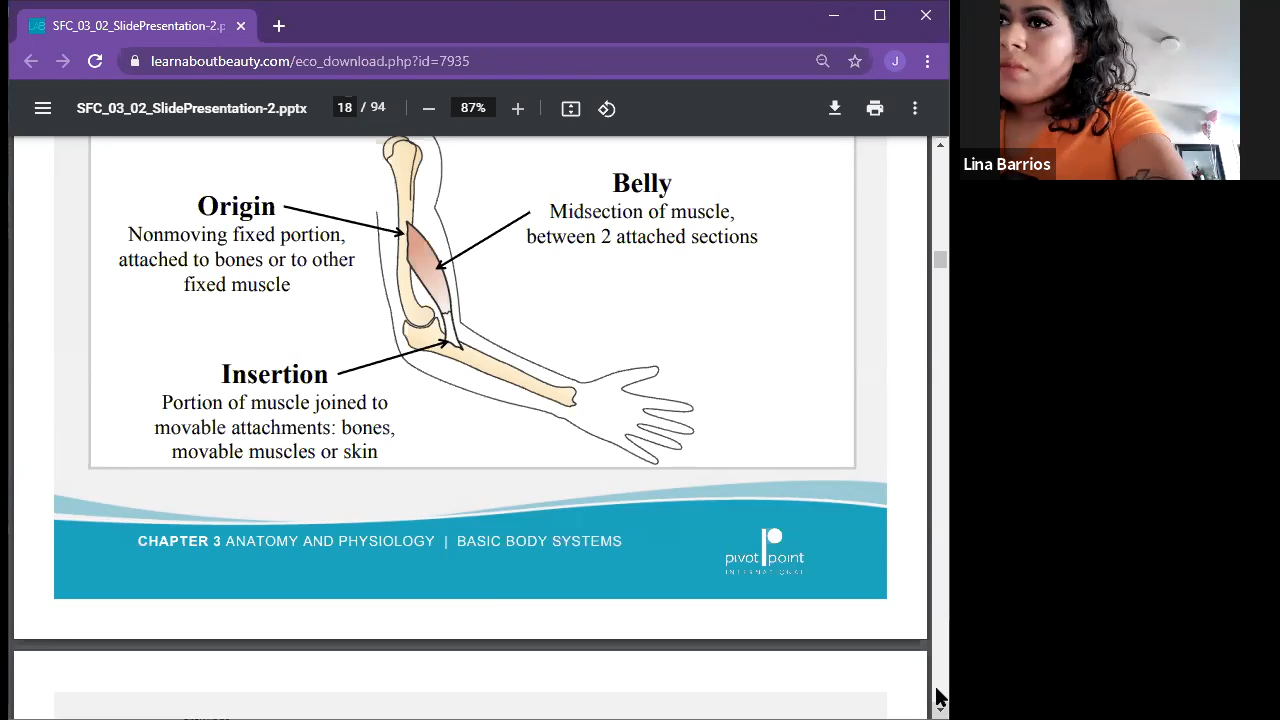 SFC_03_02_SlidePresentation-2.p
learnaboutbeauty.com/eco_download.php?id=7935
J
SFC_03_02_SlidePresentation-2.pptx
18 / 94
87%
Lina Barrios
Origin
Nonmoving fixed portion,
attached to bones or to other
fixed muscle
Belly
Midsection of muscle,
between 2 attached sections
Insertion
Portion of muscle joined to
movable attachments: bones,
movable muscles or skin
CHAPTER 3 ANATOMY AND PHYSIOLOGY | BASIC BODY SYSTEMS
pivot point
INTERNATIONAL